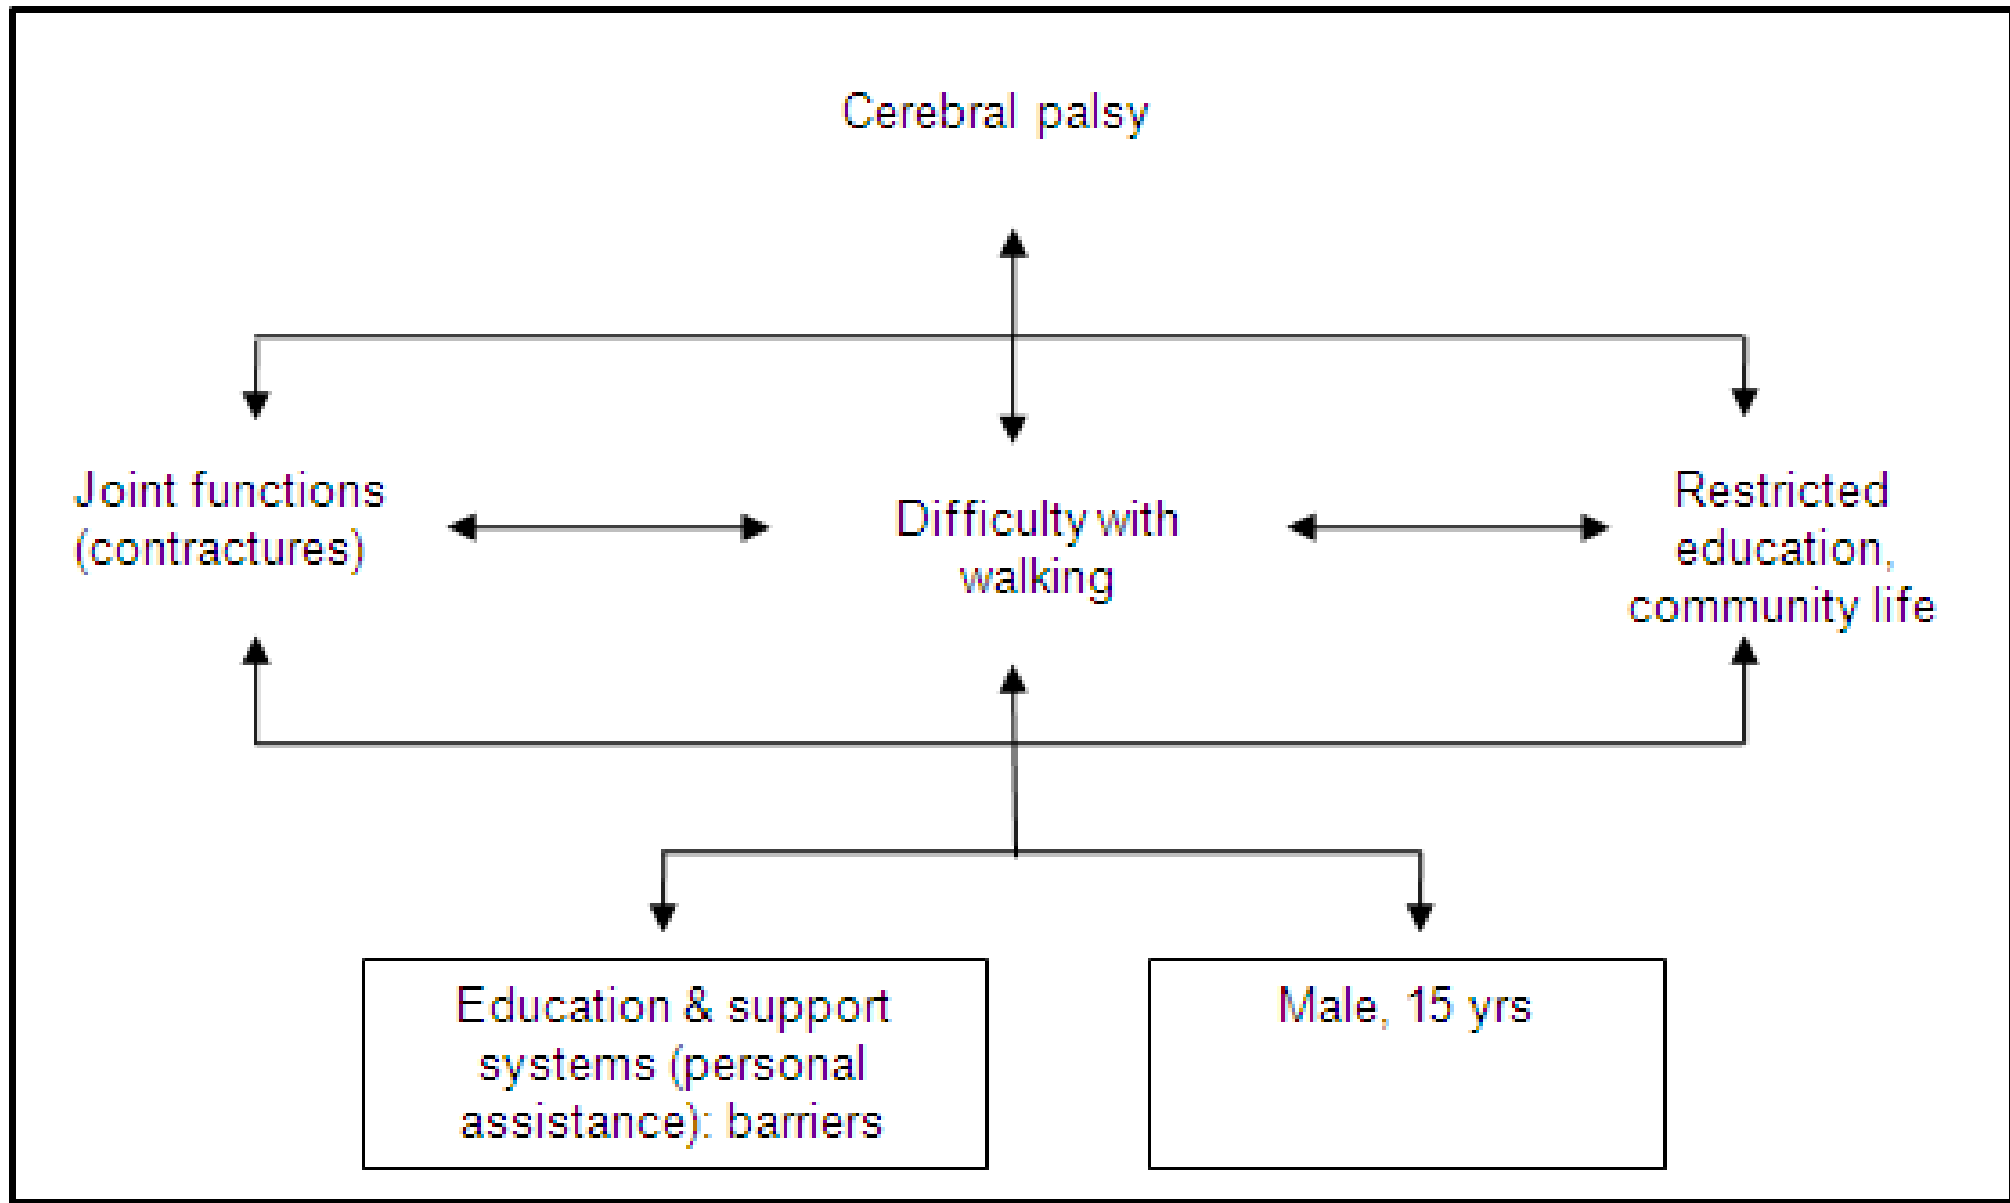 Cerebral palsy
Joint functions
(contractures)
Difficulty with
walking
Restricted
education,
community life
Education & support
systems (personal
assistance): barriers
Male, 15 yrs